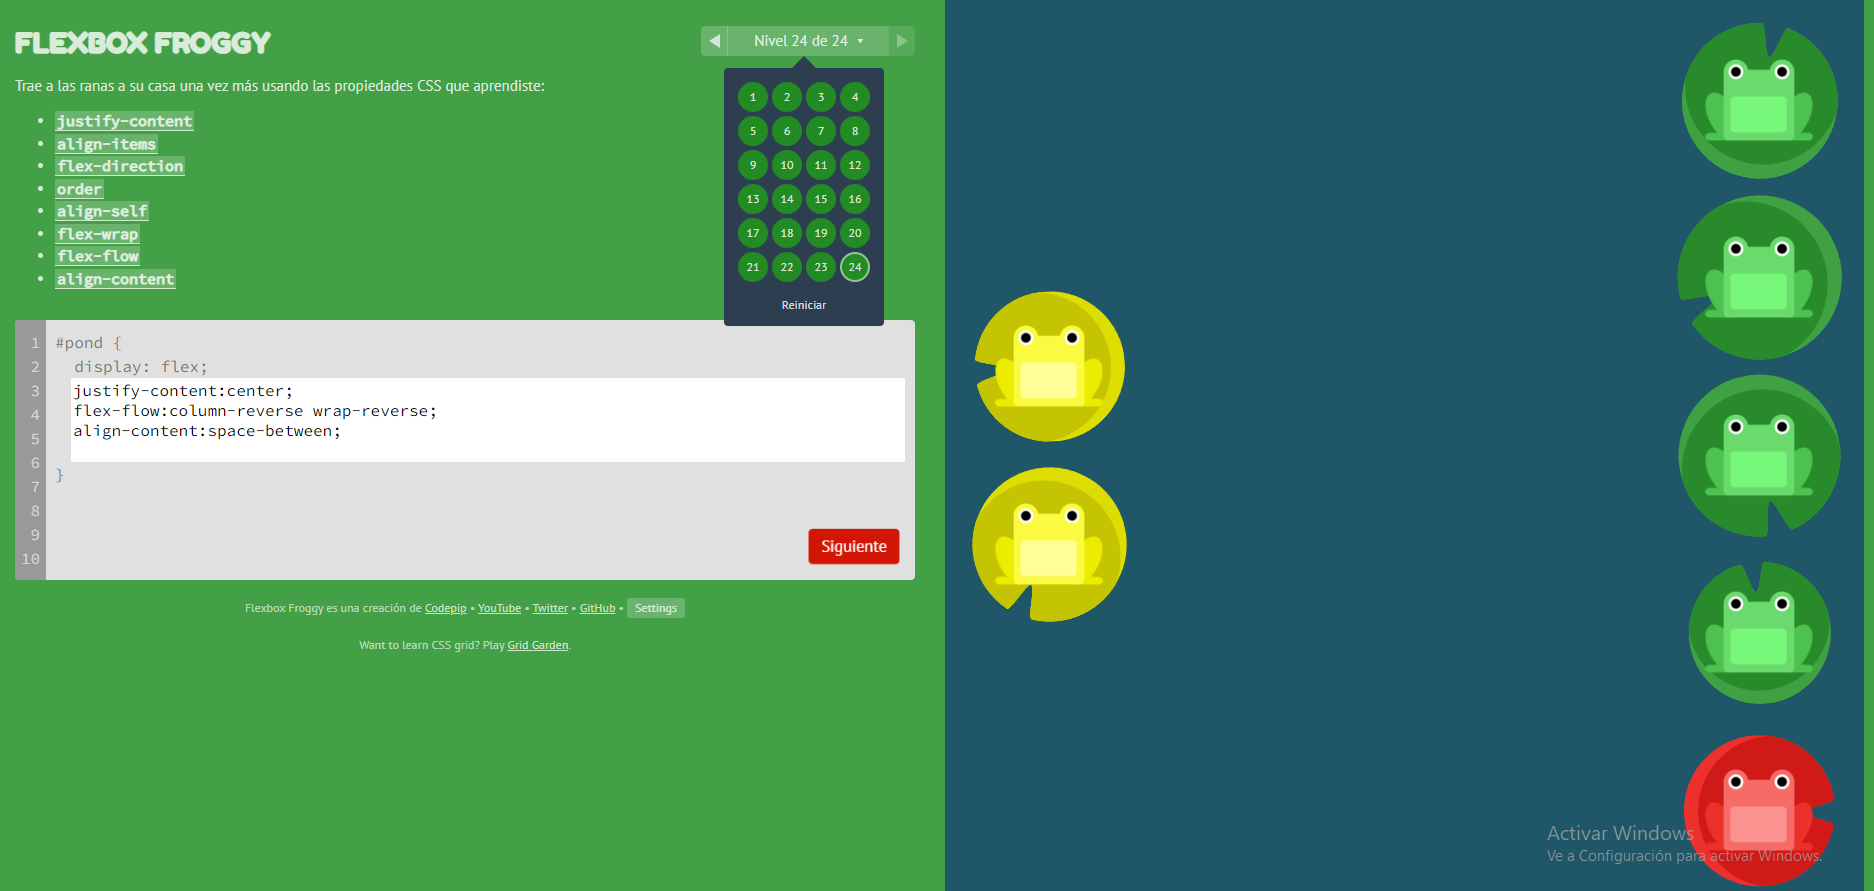 FLEXBOX FROGGY
Nivel 24 de 24
Trae a las ranas a su casa una vez más usando las propiedades CSS que aprendiste:
justify-content
align-items
flex-direction
order
align-self
flex-wrap
flex-flow
align-content
1 2 3 4
5 6 7 8
9 10 11 12
13 14 15 16
17 18 19 20
21 22 23 24
Reiniciar
1 #pond {
2 display: flex;
3 justify-content:center;
4 flex-flow:column-reverse wrap-reverse;
5 align-content:space-between;
6 }
7
8
9
10
Siguiente
Flexbox Froggy es una creación de Codepip • YouTube • Twitter • GitHub • Settings
Want to learn CSS grid? Play Grid Garden.
Activar Windows
Ve a Configuración para activar Windows.